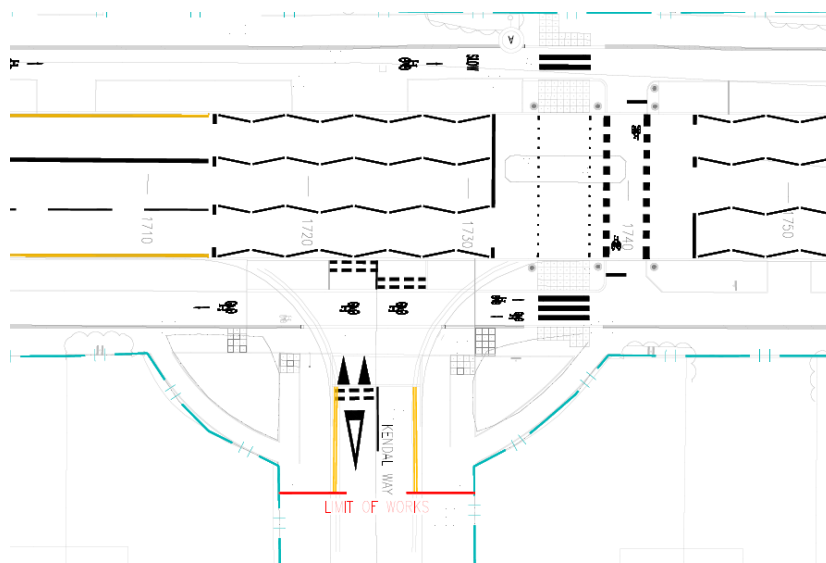 A
SLOW
1710
1720
1730
1740
1750
KENDAL WAY
LIMIT OF WORKS